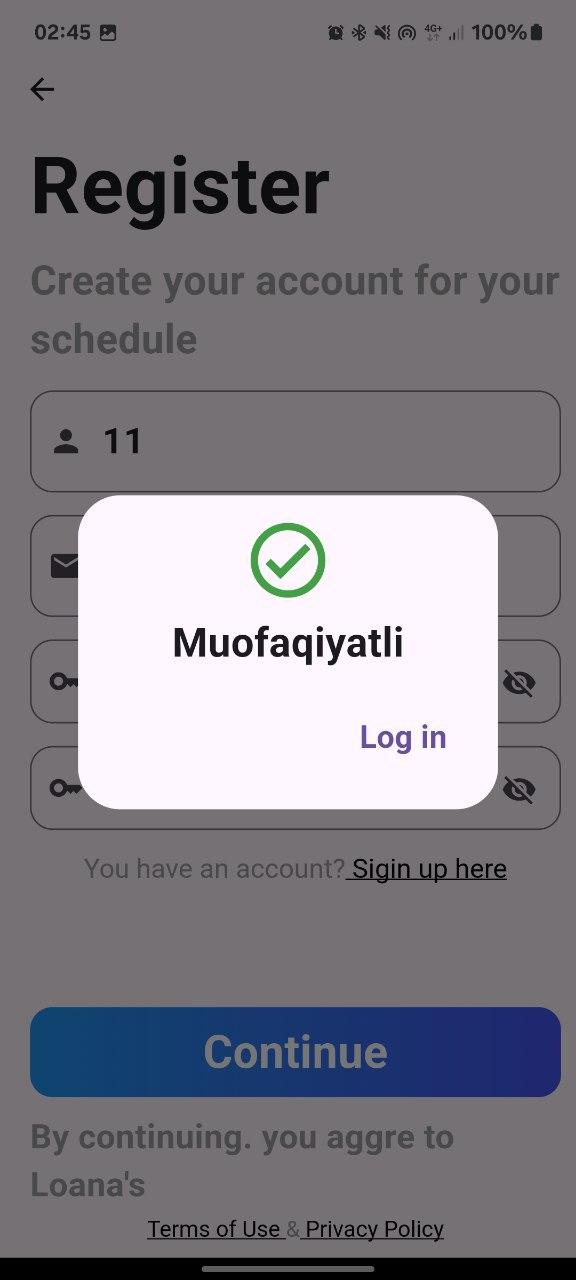 02:45 4G+ 100%
Register
Create your account for your
schedule
11
Muofaqiyatli
Log in
You have an account? Sigin up here
Continue
By continuing. you aggre to
Loana's
Terms of Use & Privacy Policy